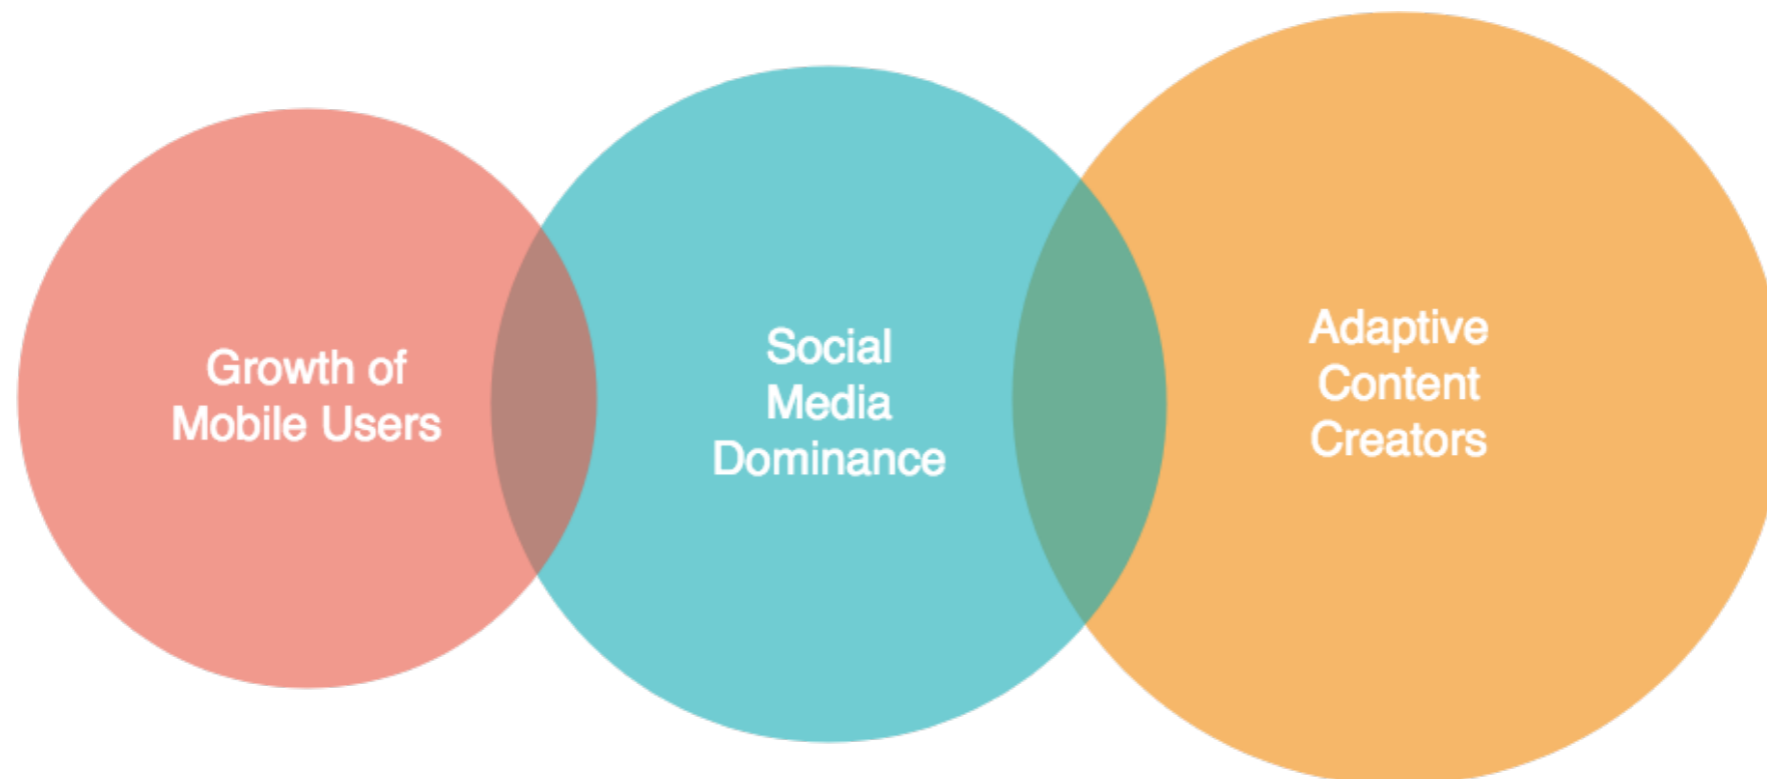 Growth of
Mobile Users
Social
Media
Dominance
Adaptive
Content
Creators